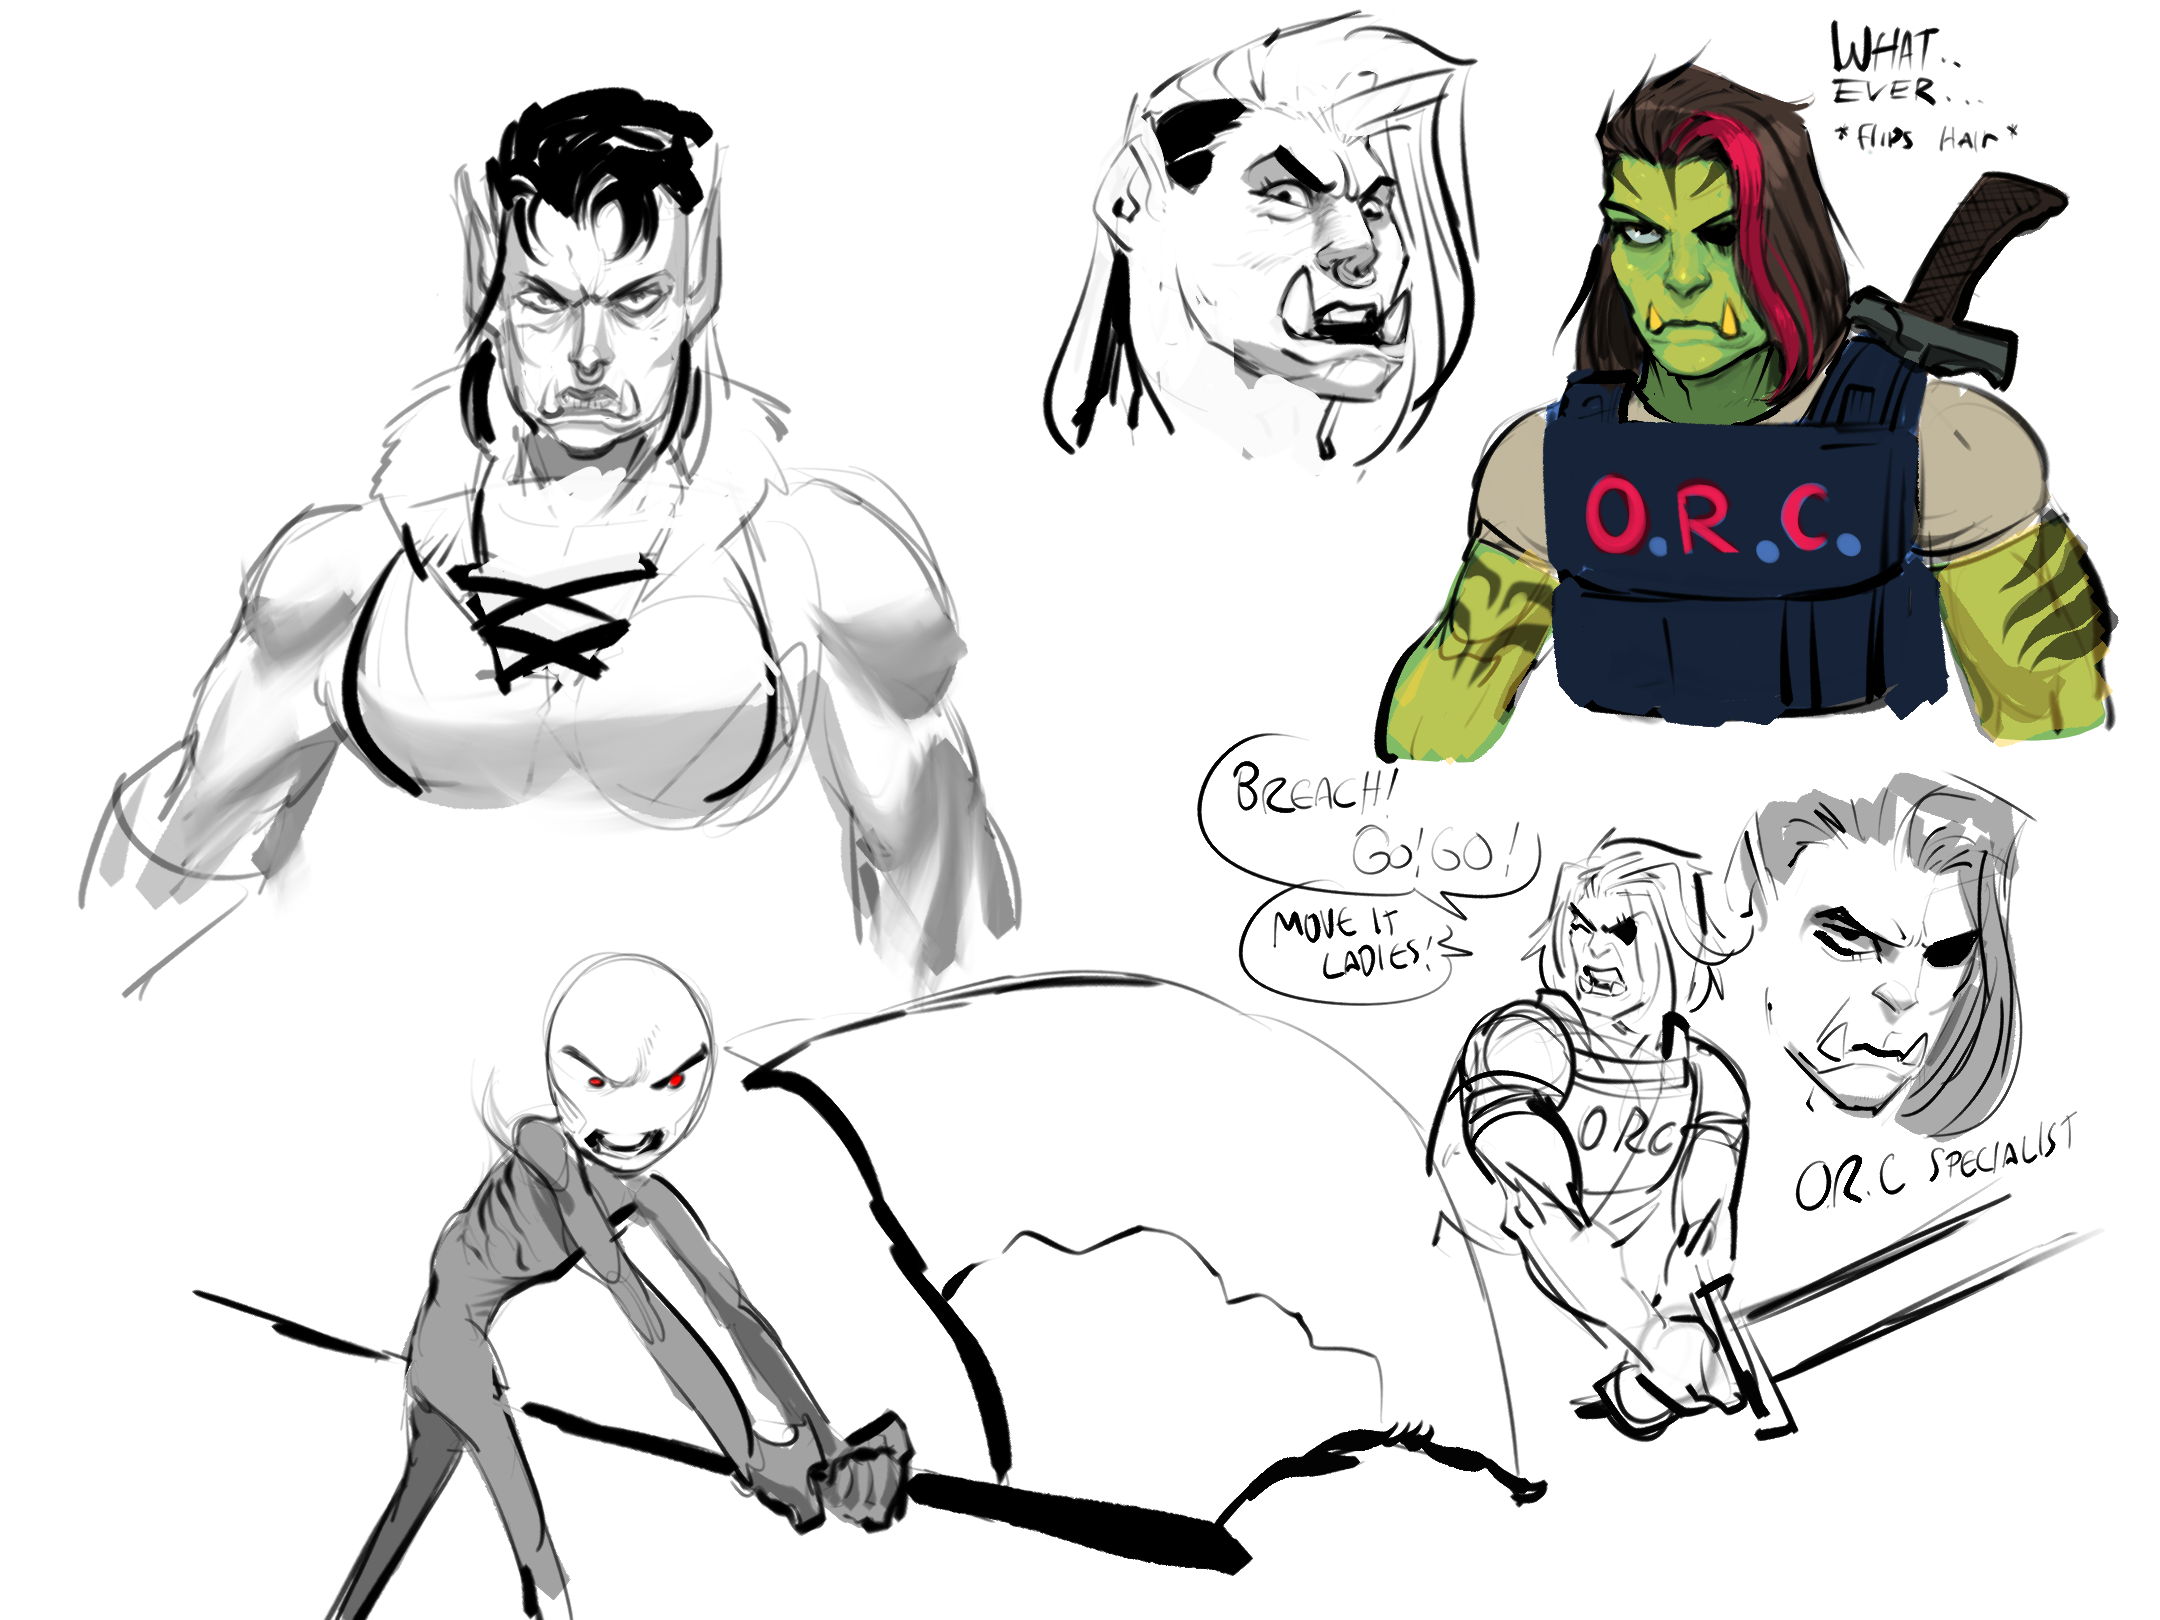 WHAT..
EVER...
*FLIPS HAIR*
O.R.C.
BREACH!
GO! GO!
MOVE IT
LADIES!
ORC
O.R.C SPECIALIST